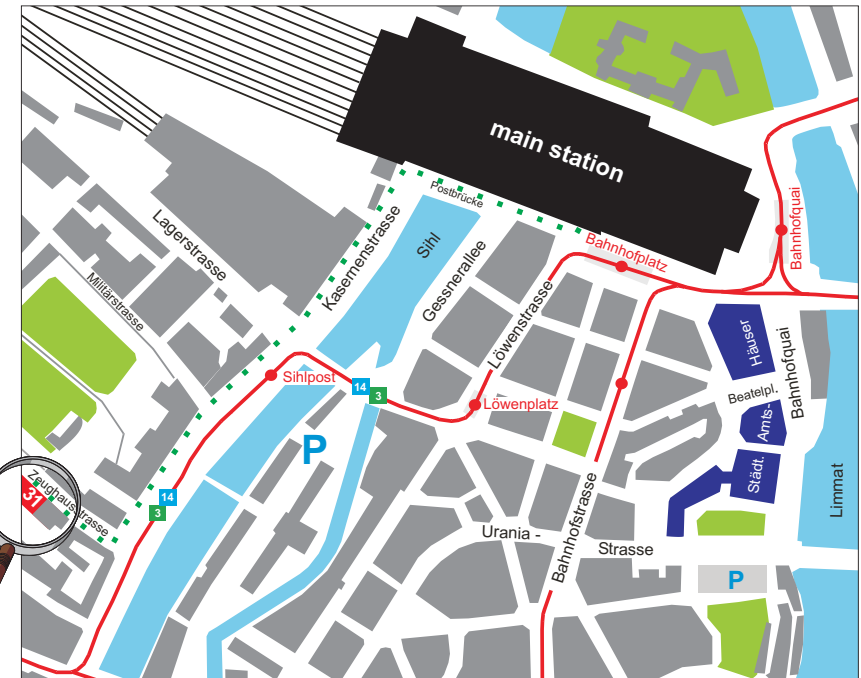 main station
Postbrücke
Bahnhofplatz
Bahnhofquai
Lagerstrasse
Kasernenstrasse
Sihl
Gessnerallee
Militärstrasse
Löwenstrasse
Häuser
Bahnhofquai
Sihlpost
14
3
Löwenplatz
Beatelpl.
Amts-
P
Städt.
Limmat
Zeughausstrasse
31
14
3
Bahnhofstrasse
Urania -
Strasse
P